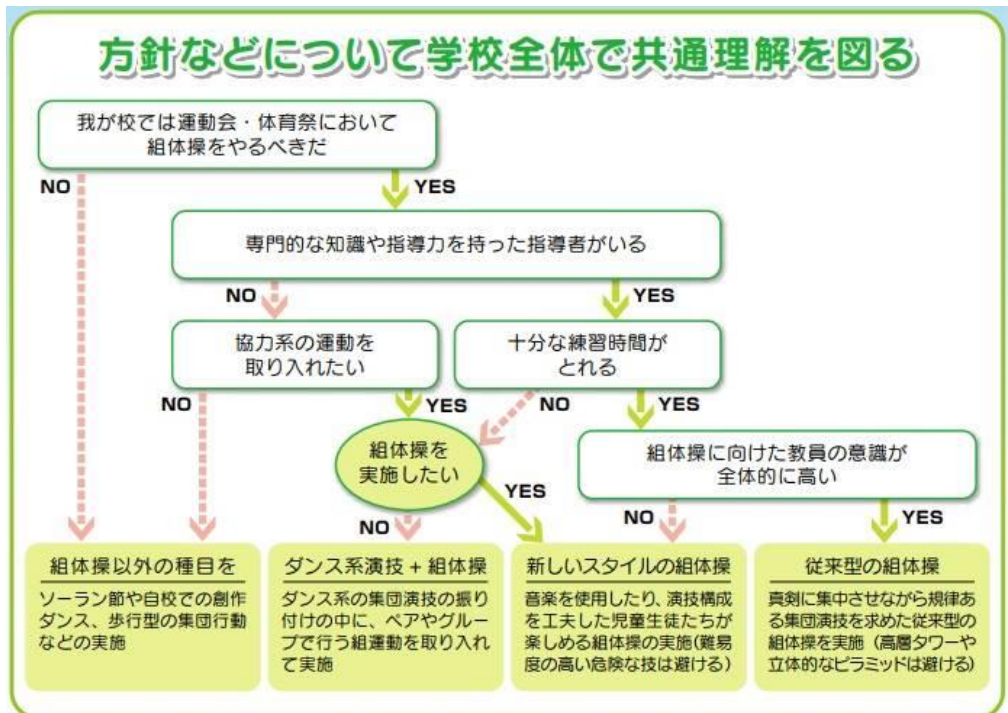 方針などについて学校全体で共通理解を図る
我が校では運動会・体育祭において
組体操をやるべきだ
NO
YES
専門的な知識や指導力を持った指導者がいる
NO
YES
協力系の運動を
取り入れたい
十分な練習時間が
とれる
NO
YES
NO
YES
組体操を
実施したい
組体操に向けた教員の意識が
全体的に高い
YES
NO
NO
YES
組体操以外の種目を
ソーラン節や自校での創作
ダンス、歩行型の集団行動
などの実施
ダンス系演技+組体操
ダンス系の集団演技の振り
付けの中に、ペアやグルー
プで行う組運動を取り入れ
て実施
新しいスタイルの組体操
音楽を使用したり、演技構成
を工夫した児童生徒たちが
楽しめる組体操の実施(難易
度の高い危険な技は避ける)
従来型の組体操
真剣に集中させながら規律あ
る集団演技を求めた従来型の
組体操を実施(高層タワーや
立体的なピラミッドは避ける)